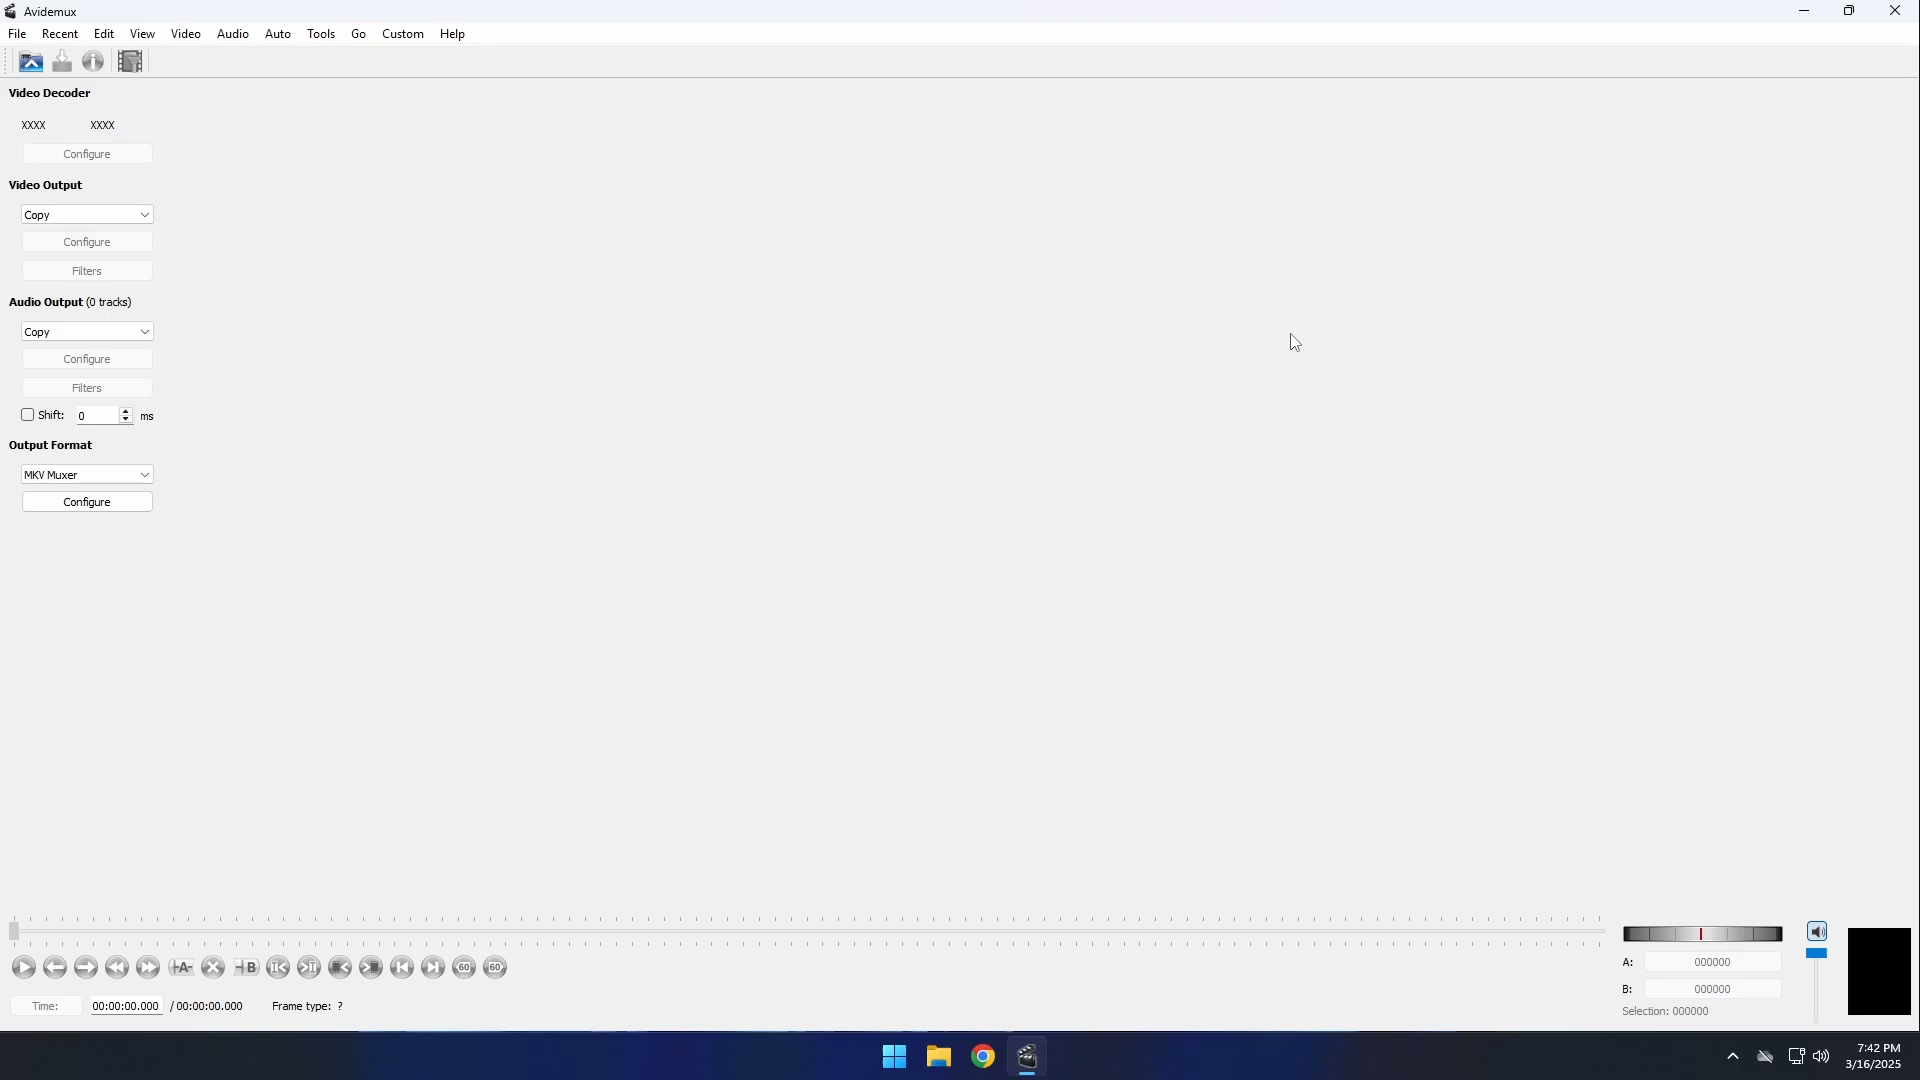 Avidemux
File Recent Edit View Video Audio Auto Tools Go Custom Help
Video Decoder
XXXX XXXX
Configure
Video Output
Copy
Configure
Filters
Audio Output (0 tracks)
Copy
Configure
Filters
Shift: 0 ms
Output Format
MKV Muxer
Configure
A B 60 60
Time: 00:00:00.000 / 00:00:00.000 Frame type: ?
A: 000000
B: 000000
Selection: 000000
7:42 PM
3/16/2025